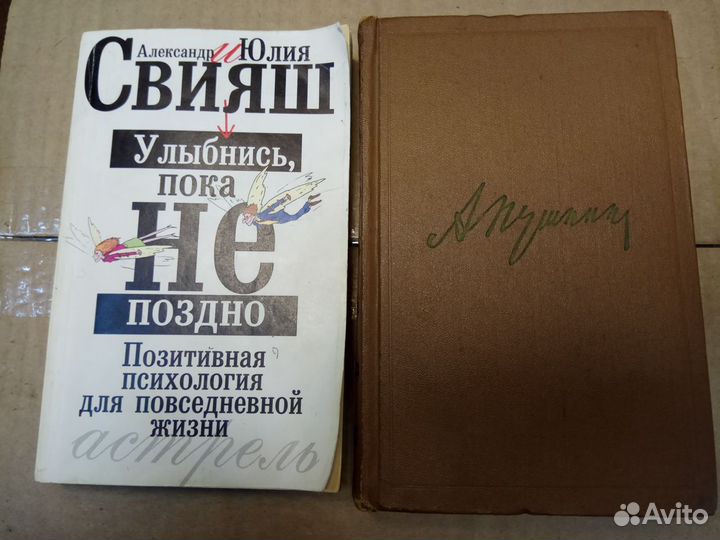 Александр и Юлия
Свияш
Улыбнись,
пока
не
поздно
Позитивная
психология
для повседневной
жизни
астрель
А Пушкин
Avito